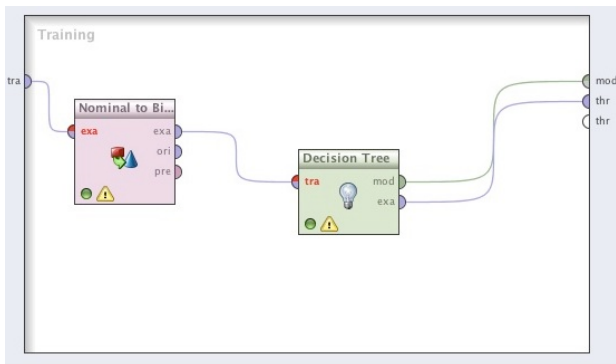 Training
tra
mod
thr
thr
Nominal to Bi...
exa
exa
ori
pre
Decision Tree
tra
mod
exa